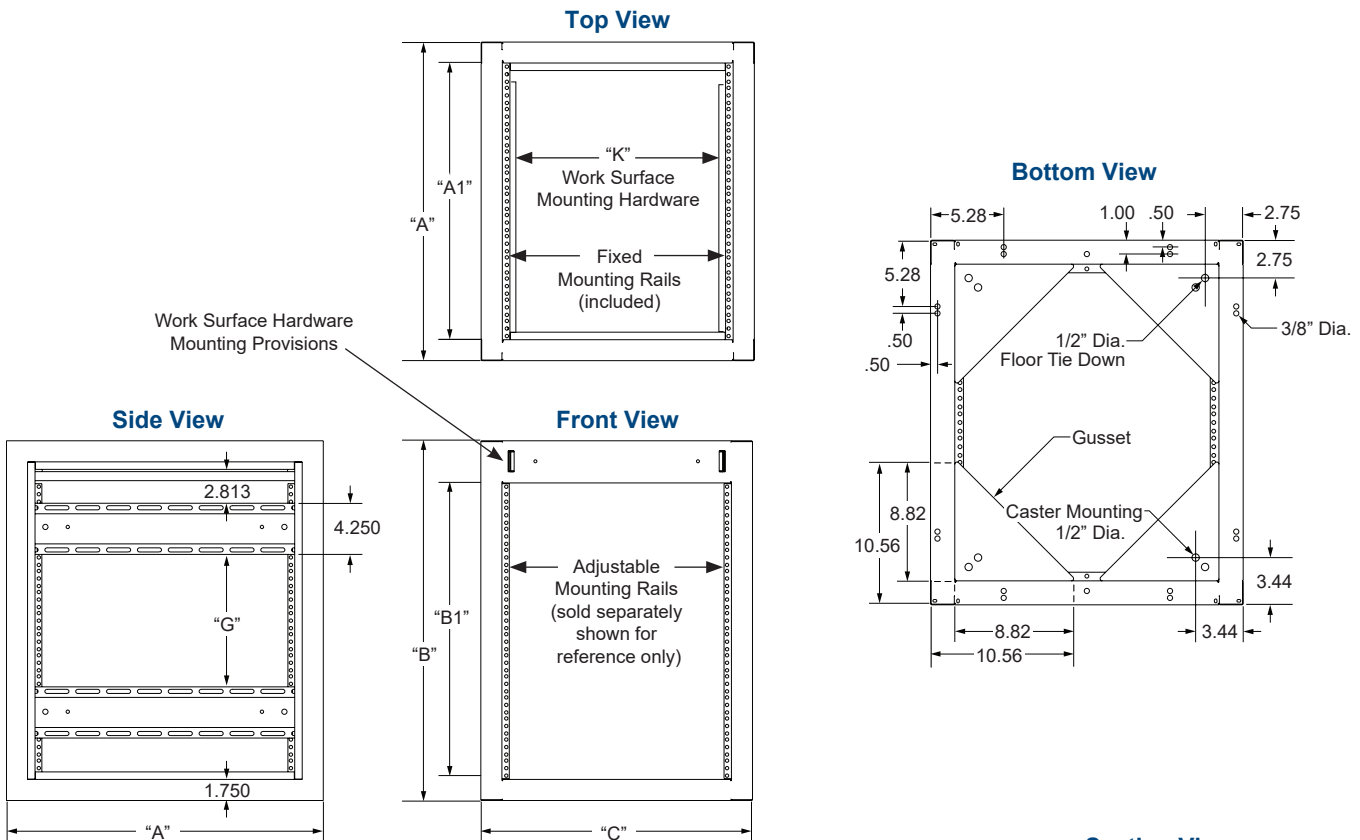 Top View
“A”
“A1”
“K”
Work Surface
Mounting Hardware
Fixed
Mounting Rails
(included)
Work Surface Hardware
Mounting Provisions
Side View
2.813
4.250
“G”
1.750
“A”
Front View
“B”
“B1”
Adjustable
Mounting Rails
(sold separately
shown for
reference only)
“C”
Bottom View
5.28
1.00
.50
2.75
5.28
2.75
.50
.50
1/2” Dia.
Floor Tie Down
3/8” Dia.
Gusset
8.82
10.56
Caster Mounting
1/2” Dia.
3.44
8.82
3.44
10.56